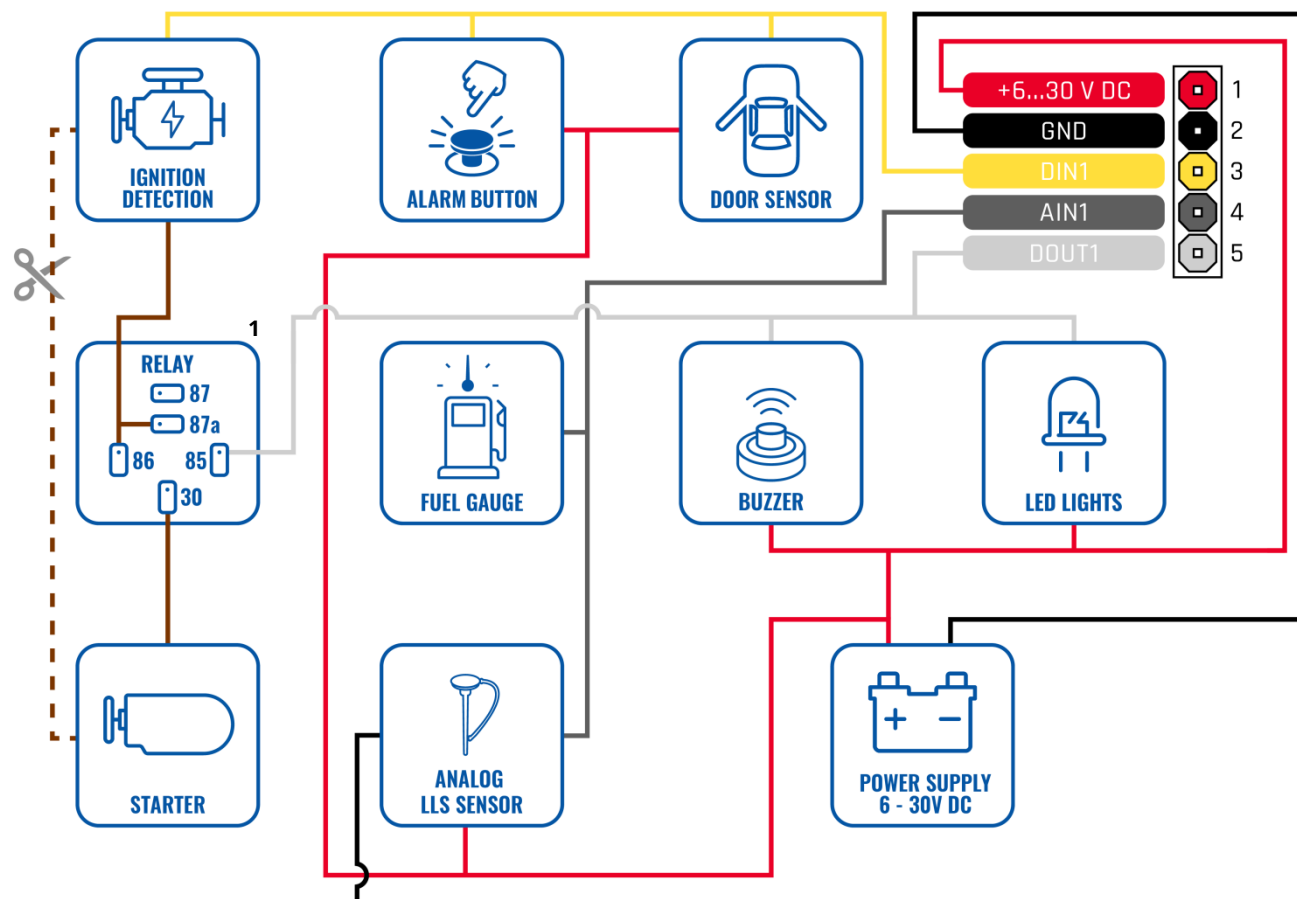 +6...30 V DC
1
GND
2
DIN1
3
AIN1
4
DOUT1
5
IGNITION
DETECTION
ALARM BUTTON
DOOR SENSOR
1
RELAY
87
87a
86
85
30
FUEL GAUGE
BUZZER
LED LIGHTS
STARTER
ANALOG
LLS SENSOR
POWER SUPPLY
6 - 30V DC